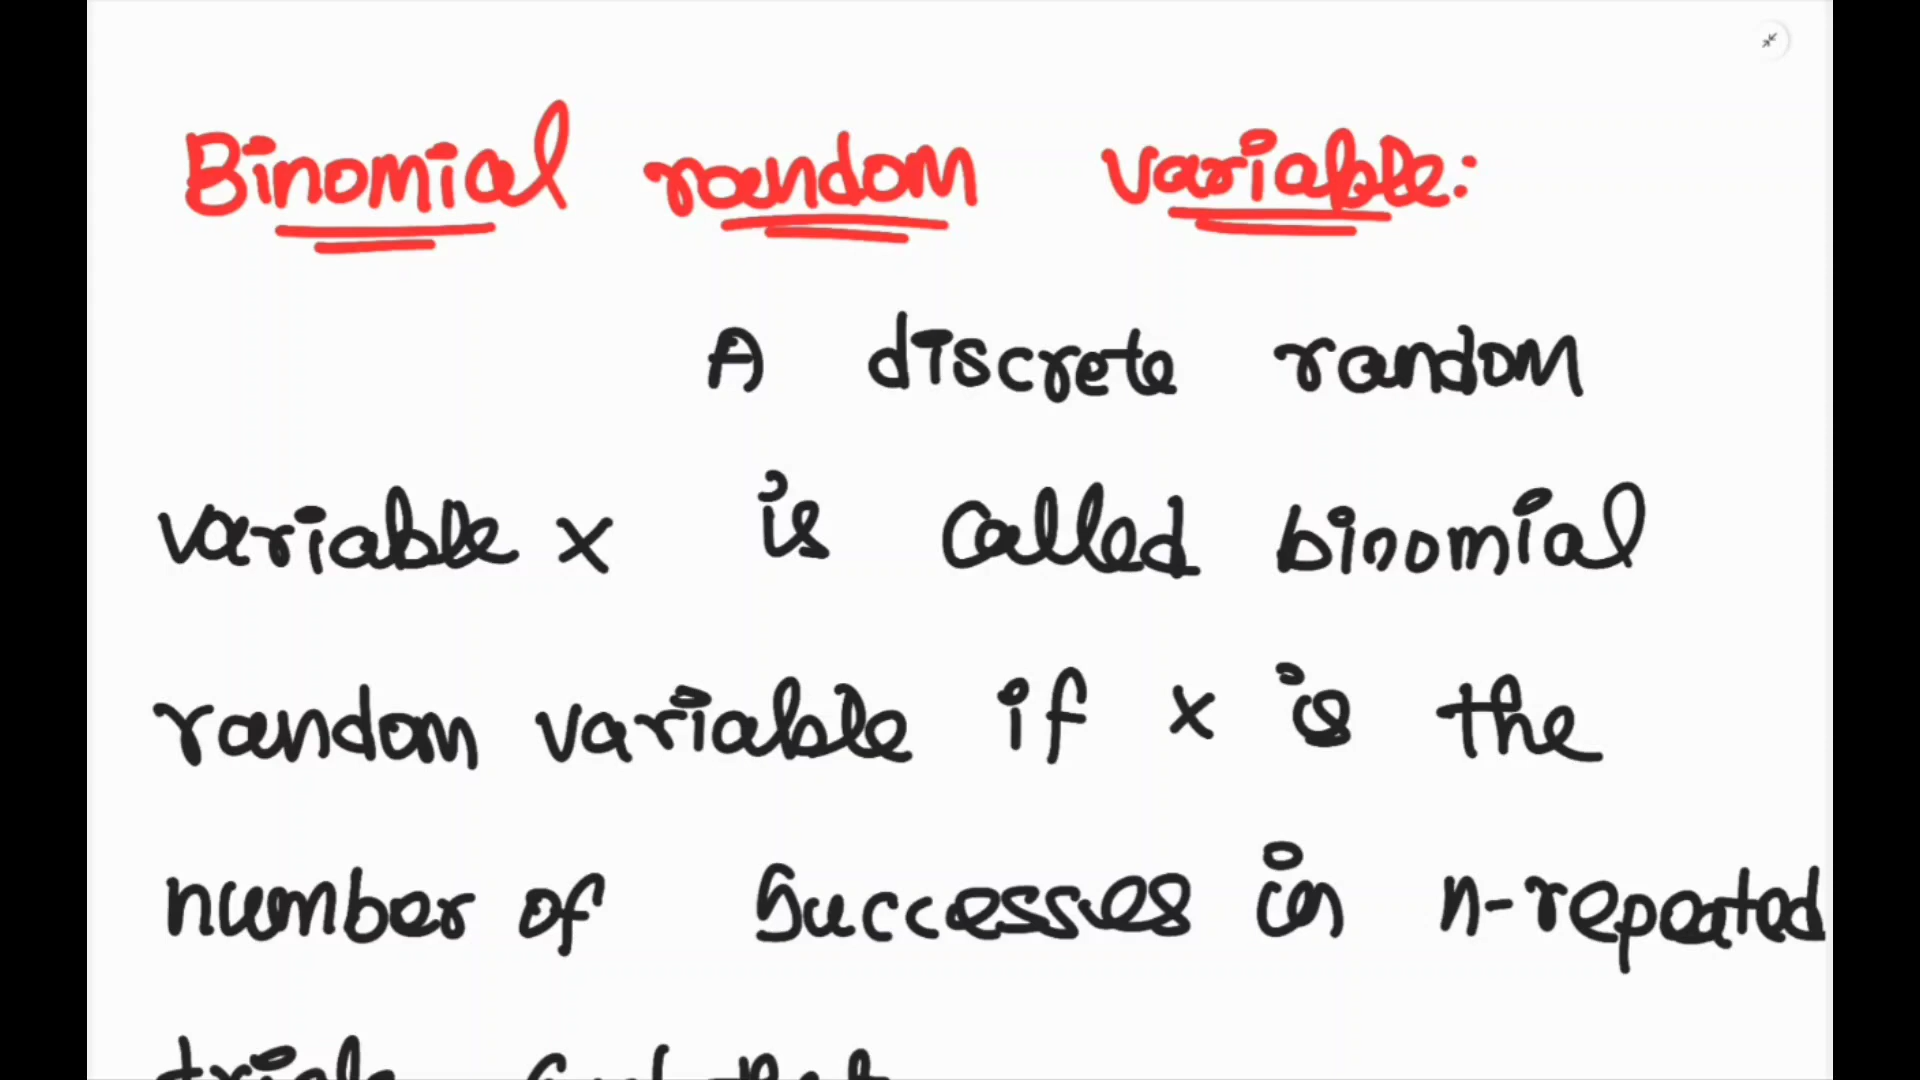 Binomial random variable:
A discrete random
variable x is called binomial
random variable if x is the
number of successes in n-repeated